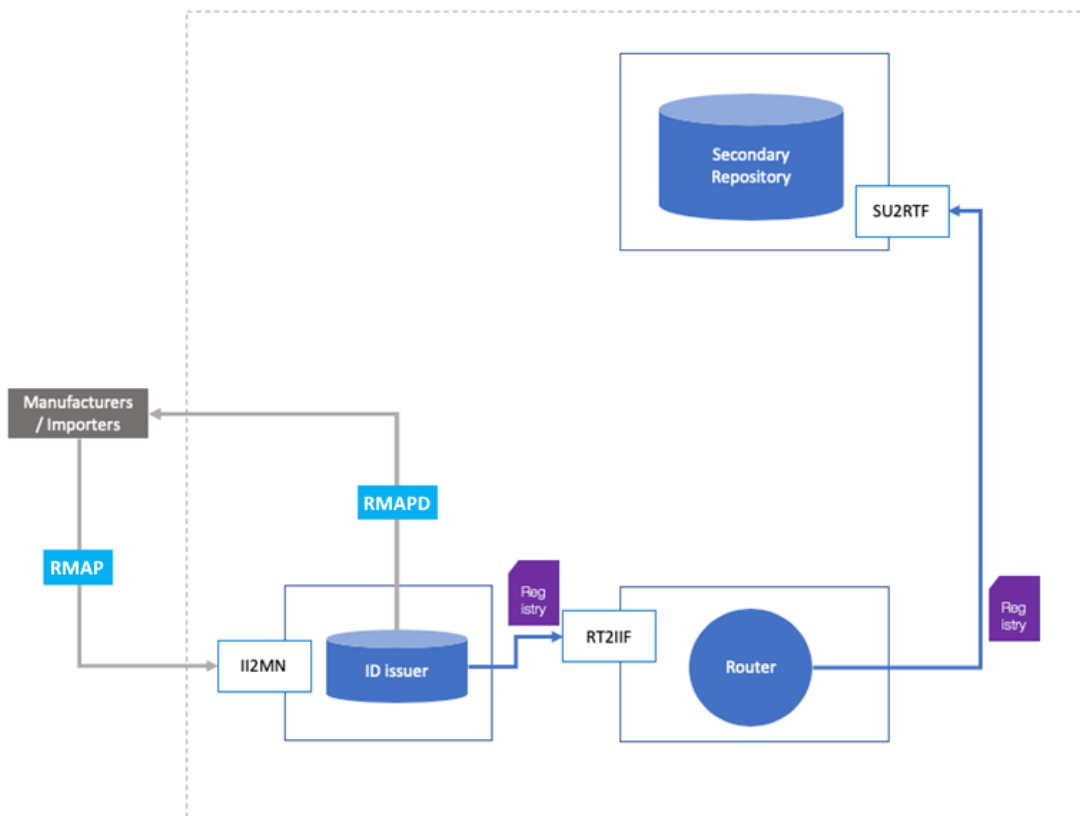 Secondary
Repository
SU2RTF
Manufacturers
/ Importers
RMAPD
RMAP
Reg
istry
Reg
istry
II2MN
ID issuer
RT2IIF
Router